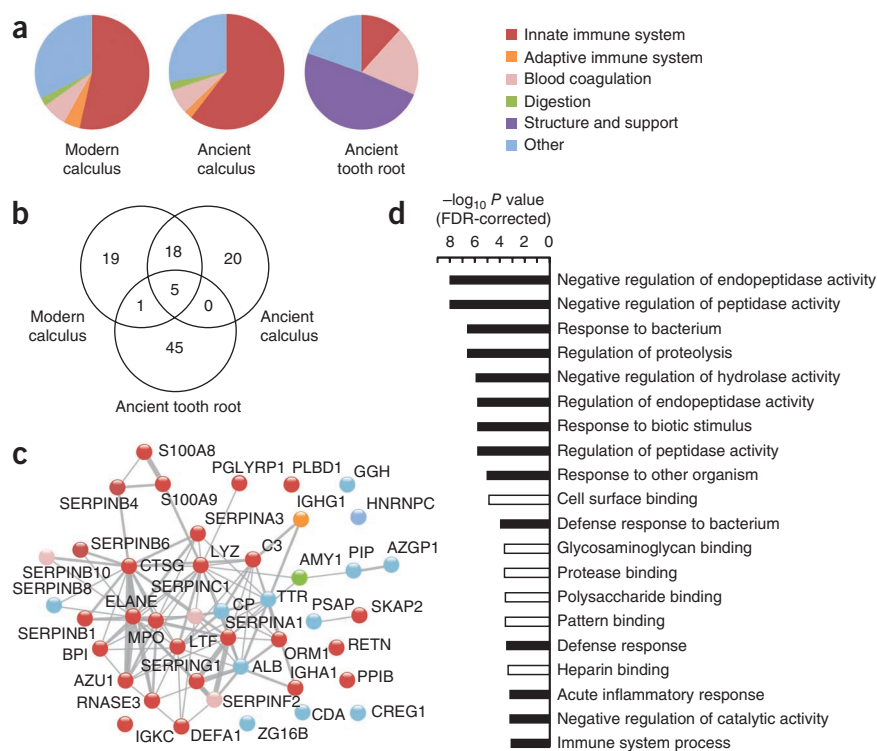 a
Modern
calculus
Ancient
calculus
Ancient
tooth root
Innate immune system
Adaptive immune system
Blood coagulation
Digestion
Structure and support
Other
b
19
18
20
5
1
0
45
Modern
calculus
Ancient
calculus
Ancient tooth root
c
S100A8
PGLYRP1
PLBD1
GGH
SERPINB4
S100A9
IGHG1
HNRNPC
SERPINA3
SERPINB6
LYZ
C3
CTSG
AMY1
PIP
AZGP1
SERPINB10
SERPINC1
SERPINB8
ELANE
CP
TTR
PSAP
SKAP2
SERPINA1
SERPINB1
MPO
LTF
BPI
SERPING1
ORM1
RETN
ALB
AZU1
IGHA1
PPIB
RNASE3
SERPINF2
CDA
CREG1
IGKC
DEFA1
ZG16B
d
–log10 P value
(FDR-corrected)
8 6 4 2 0
Negative regulation of endopeptidase activity
Negative regulation of peptidase activity
Response to bacterium
Regulation of proteolysis
Negative regulation of hydrolase activity
Regulation of endopeptidase activity
Response to biotic stimulus
Regulation of peptidase activity
Response to other organism
Cell surface binding
Defense response to bacterium
Glycosaminoglycan binding
Protease binding
Polysaccharide binding
Pattern binding
Defense response
Heparin binding
Acute inflammatory response
Negative regulation of catalytic activity
Immune system process